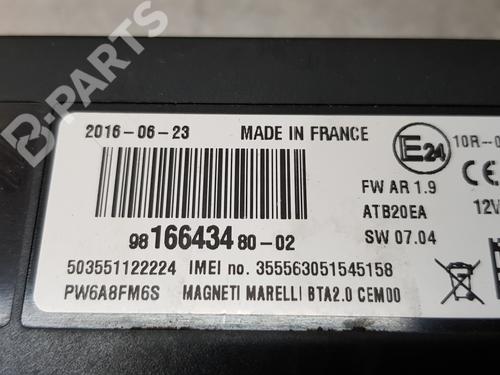 B-PARTS
2016-06-23 MADE IN FRANCE
E24
10R-0
FW AR 1.9
CE
ATB20EA
12V
98 166434 80-02
SW 07.04
503551122224 IMEI no. 355563051545158
PW6A8FM6S MAGNETI MARELLI BTA2.0 CEM00